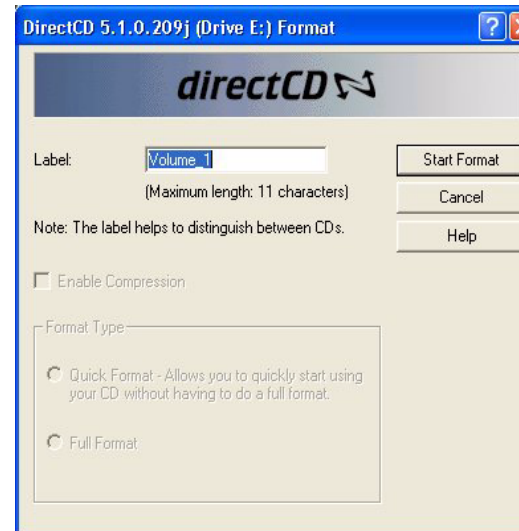 DirectCD 5.1.0.209j (Drive E:) Format
directCD
Label:
Volume_1
Start Format
(Maximum length: 11 characters)
Cancel
Note: The label helps to distinguish between CDs.
Help
Enable Compression
Format Type
Quick Format - Allows you to quickly start using
your CD without having to do a full format.
Full Format